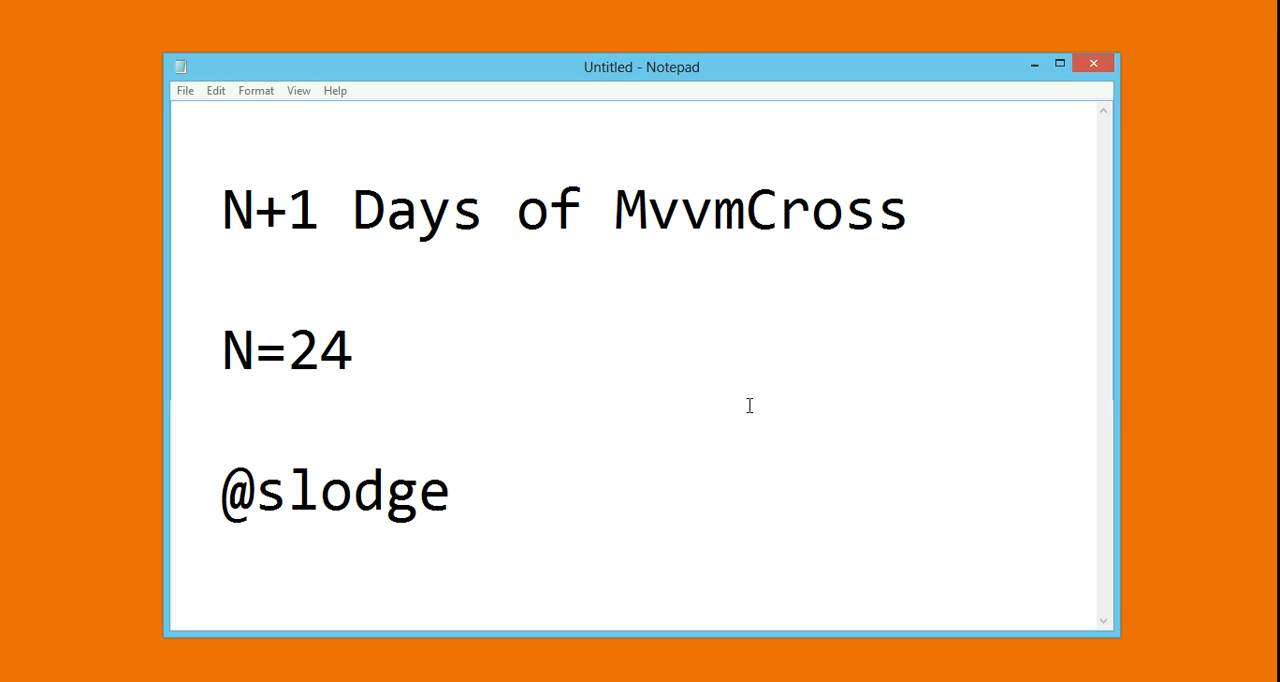 Untitled - Notepad
File Edit Format View Help
N+1 Days of MvvmCross
N=24
@slodge